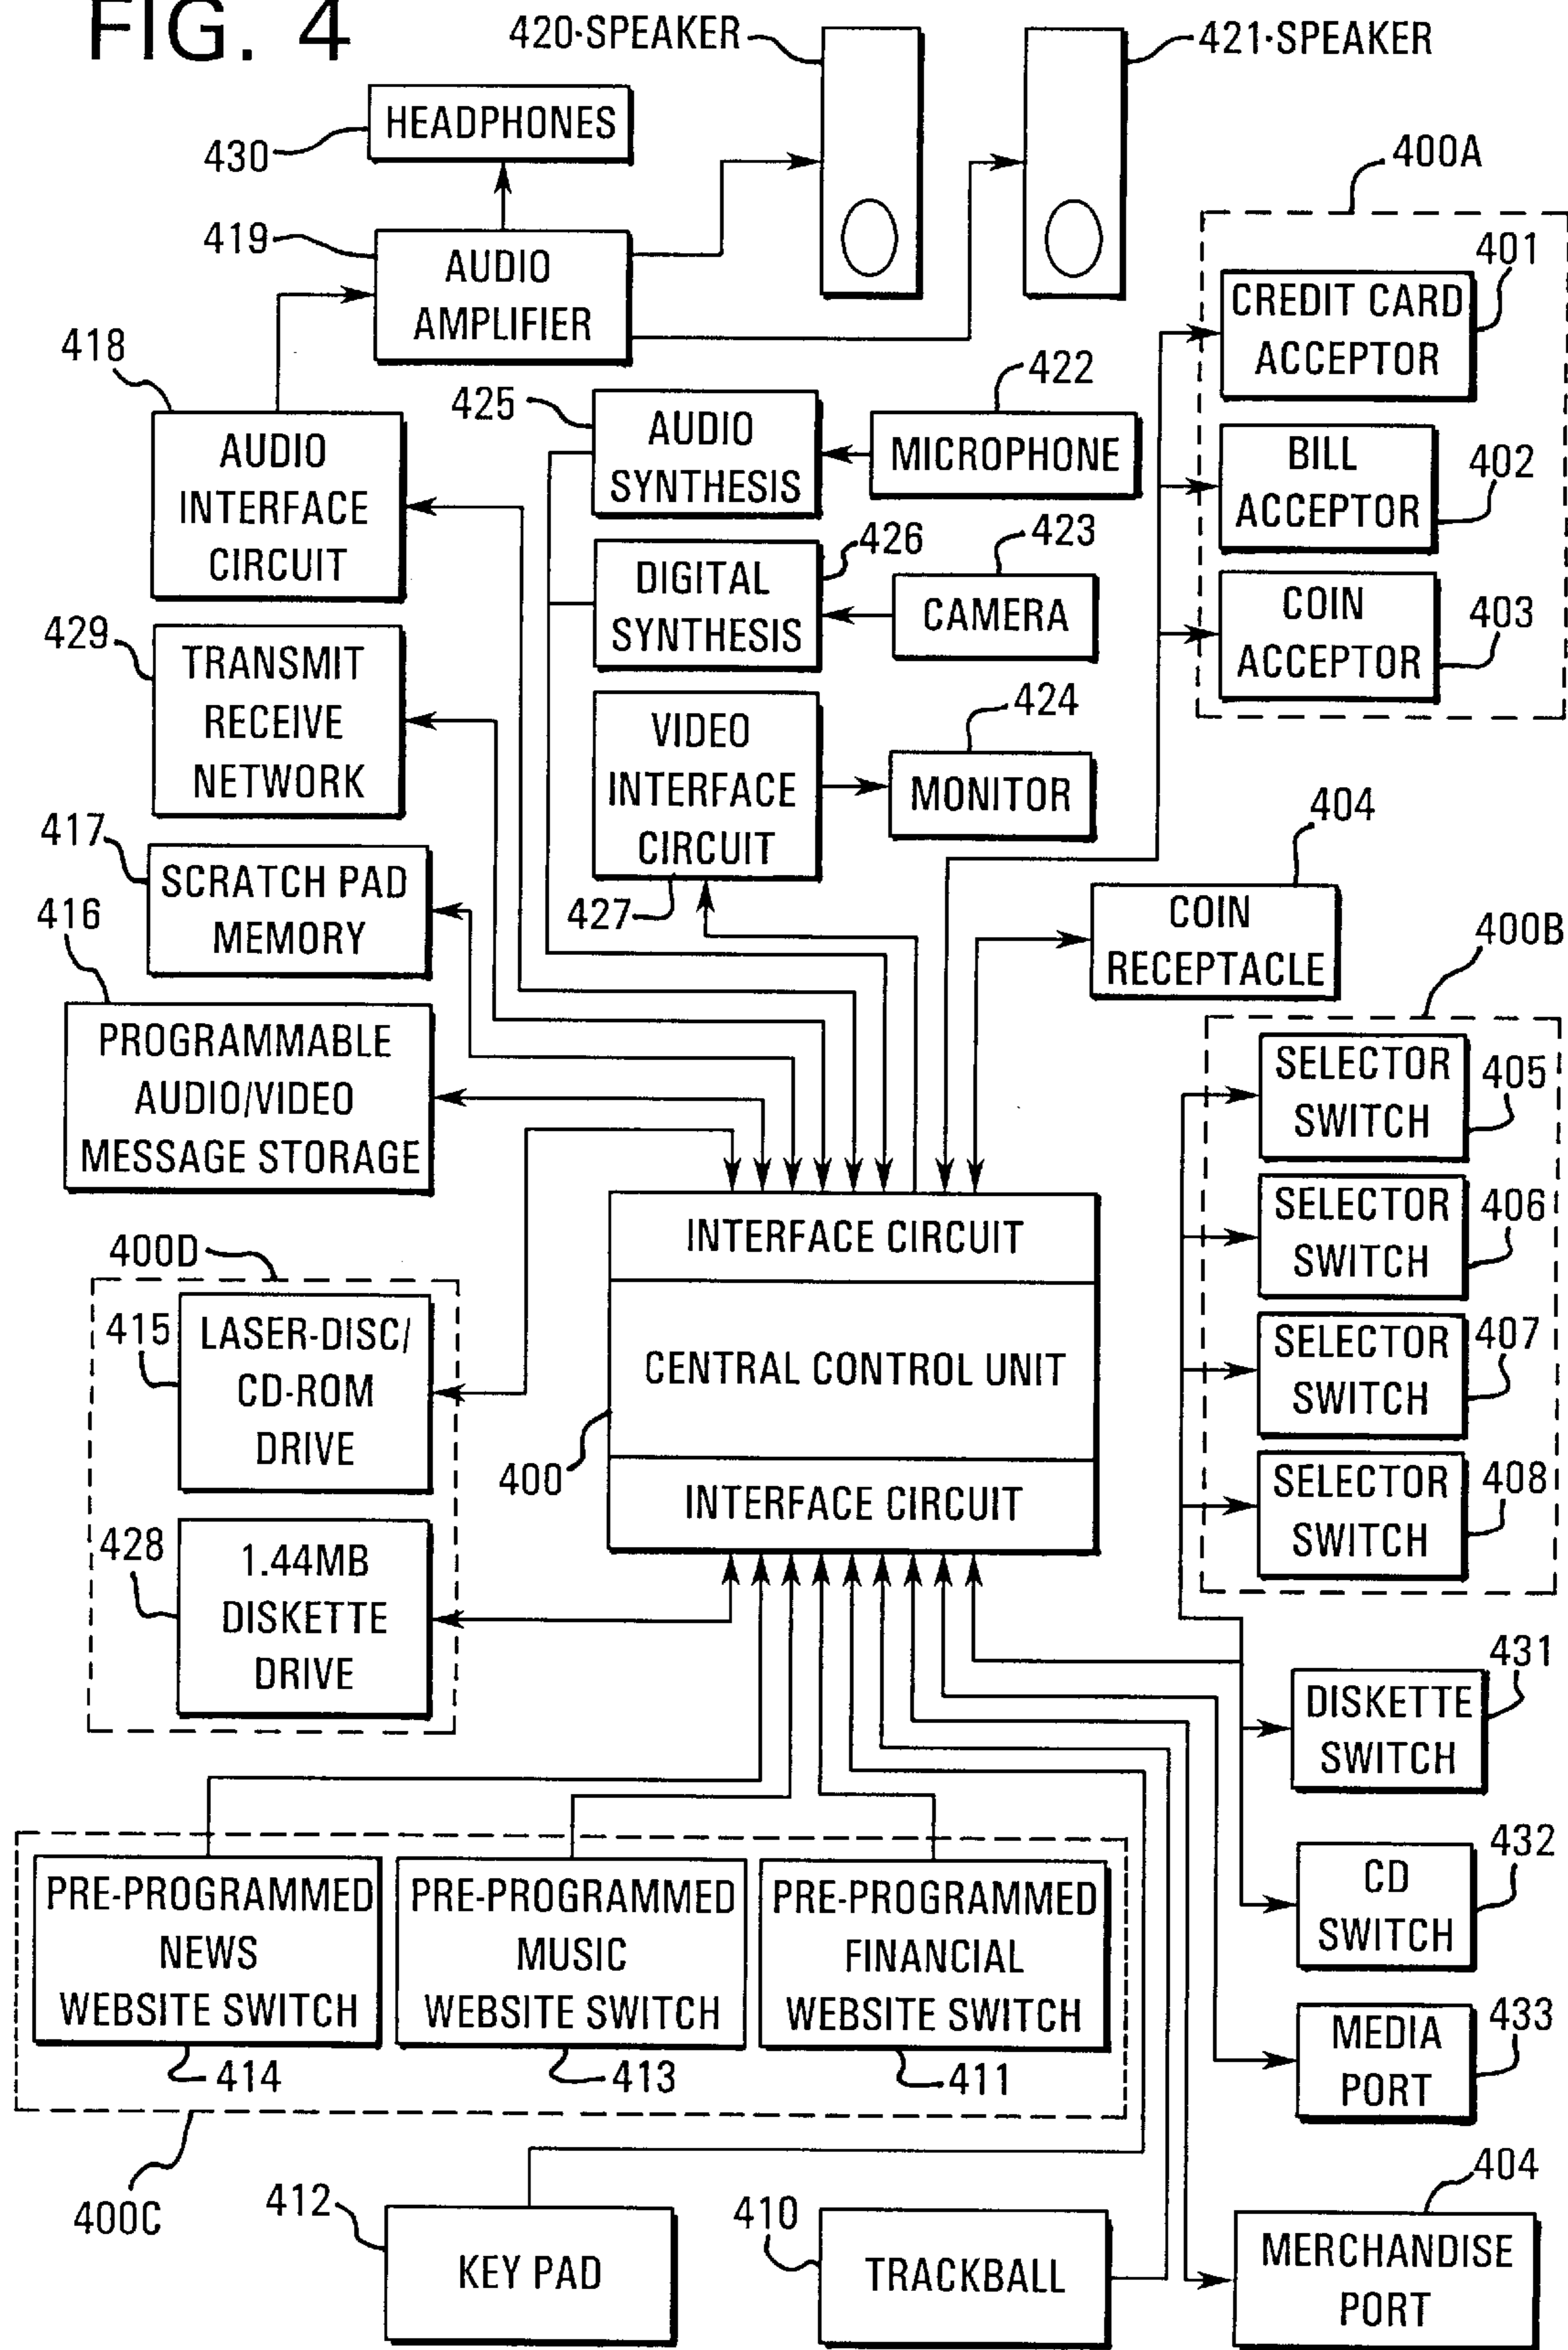 FIG. 4
420-SPEAKER
421-SPEAKER
HEADPHONES
430
400A
419
AUDIO
AMPLIFIER
401
CREDIT CARD
ACCEPTOR
418
AUDIO
INTERFACE
CIRCUIT
425
AUDIO
SYNTHESIS
422
MICROPHONE
BILL
ACCEPTOR
402
426
DIGITAL
SYNTHESIS
423
CAMERA
COIN
ACCEPTOR
403
429
TRANSMIT
RECEIVE
NETWORK
VIDEO
INTERFACE
CIRCUIT
427
424
MONITOR
417
SCRATCH PAD
MEMORY
404
COIN
RECEPTACLE
416
PROGRAMMABLE
AUDIO/VIDEO
MESSAGE STORAGE
400B
SELECTOR
SWITCH
405
SELECTOR
SWITCH
406
SELECTOR
SWITCH
407
SELECTOR
SWITCH
408
INTERFACE CIRCUIT
CENTRAL CONTROL UNIT
400
INTERFACE CIRCUIT
400D
415
LASER-DISC/
CD-ROM
DRIVE
428
1.44MB
DISKETTE
DRIVE
431
DISKETTE
SWITCH
432
CD
SWITCH
433
MEDIA
PORT
PRE-PROGRAMMED
NEWS
WEBSITE SWITCH
414
PRE-PROGRAMMED
MUSIC
WEBSITE SWITCH
413
PRE-PROGRAMMED
FINANCIAL
WEBSITE SWITCH
411
400C
412
KEY PAD
410
TRACKBALL
404
MERCHANDISE
PORT